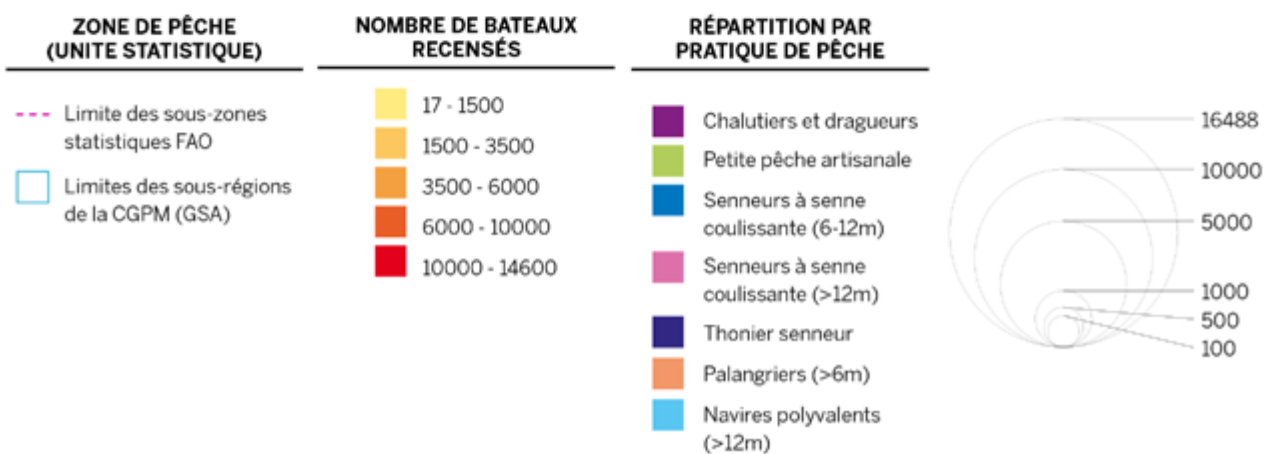 ZONE DE PÊCHE
(UNITE STATISTIQUE)
Limite des sous-zones
statistiques FAO
Limites des sous-régions
de la CGPM (GSA)
NOMBRE DE BATEAUX
RECENSÉS
17 - 1500
1500 - 3500
3500 - 6000
6000 - 10000
10000 - 14600
RÉPARTITION PAR
PRATIQUE DE PÊCHE
Chalutiers et dragueurs
Petite pêche artisanale
Senneurs à senne
coulissante (6-12m)
Senneurs à senne
coulissante (>12m)
Thonier senneur
Palangriers (>6m)
Navires polyvalents
(>12m)
16488
10000
5000
1000
500
100